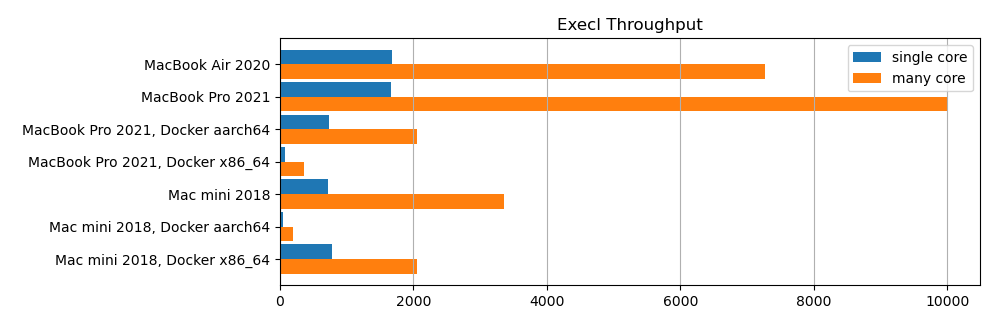 Execl Throughput
single core
many core
MacBook Air 2020
MacBook Pro 2021
MacBook Pro 2021, Docker aarch64
MacBook Pro 2021, Docker x86_64
Mac mini 2018
Mac mini 2018, Docker aarch64
Mac mini 2018, Docker x86_64
0 2000 4000 6000 8000 10000